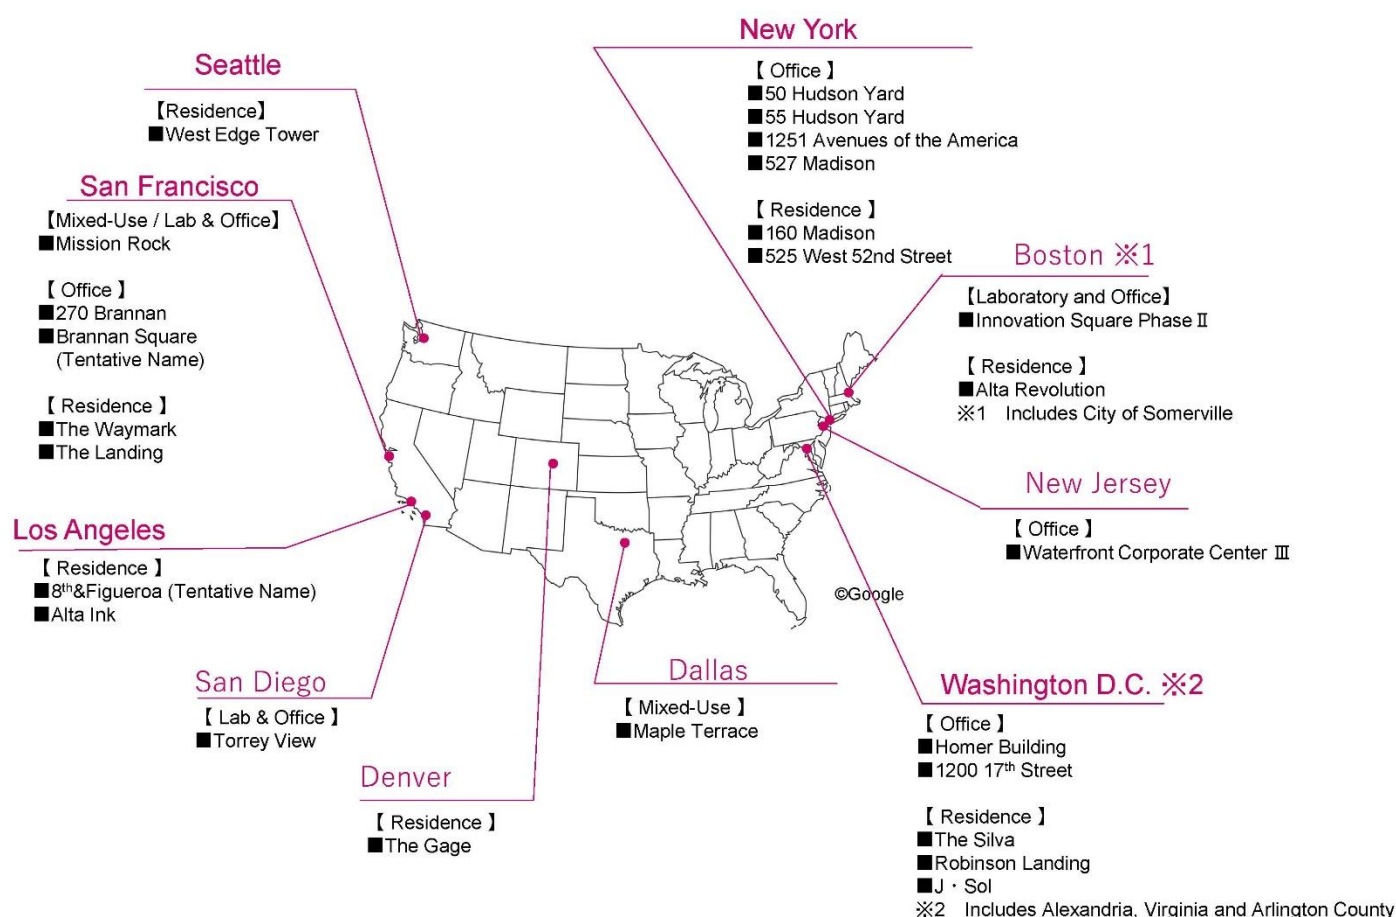 New York
【 Office 】
■50 Hudson Yard
■55 Hudson Yard
■1251 Avenues of the America
■527 Madison
【 Residence 】
■160 Madison
■525 West 52nd Street
Seattle
【Residence】
■West Edge Tower
San Francisco
【Mixed-Use / Lab & Office】
■Mission Rock
【 Office 】
■270 Brannan
■Brannan Square
(Tentative Name)
【 Residence 】
■The Waymark
■The Landing
Boston ※1
【Laboratory and Office】
■Innovation Square Phase Ⅱ
【 Residence 】
■Alta Revolution
※1 Includes City of Somerville
New Jersey
【 Office 】
■Waterfront Corporate Center Ⅲ
Los Angeles
【 Residence 】
■8th&Figueroa (Tentative Name)
■Alta Ink
©Google
San Diego
【 Lab & Office 】
■Torrey View
Dallas
【 Mixed-Use 】
■Maple Terrace
Washington D.C. ※2
【 Office 】
■Homer Building
■1200 17th Street
【 Residence 】
■The Silva
■Robinson Landing
■J・Sol
※2 Includes Alexandria, Virginia and Arlington County
Denver
【 Residence 】
■The Gage